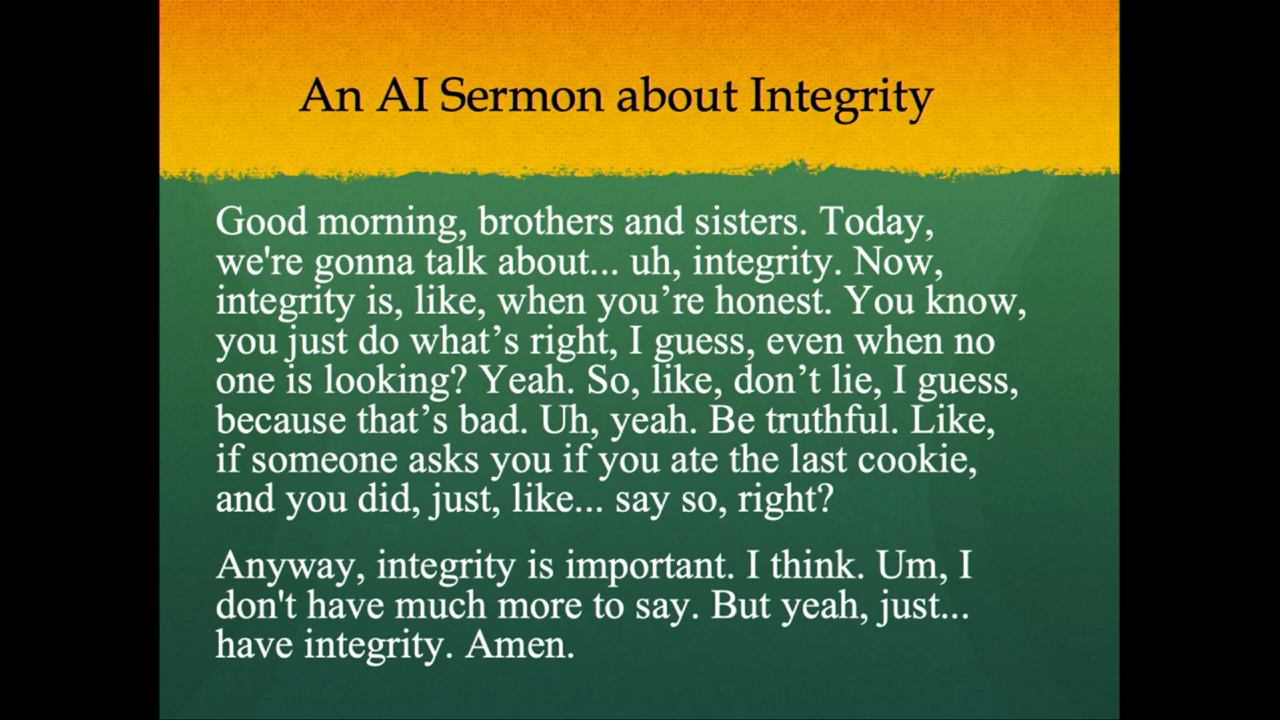 An AI Sermon about Integrity
Good morning, brothers and sisters. Today,
we're gonna talk about... uh, integrity. Now,
integrity is, like, when you’re honest. You know,
you just do what’s right, I guess, even when no
one is looking? Yeah. So, like, don’t lie, I guess,
because that’s bad. Uh, yeah. Be truthful. Like,
if someone asks you if you ate the last cookie,
and you did, just, like... say so, right?
Anyway, integrity is important. I think. Um, I
don't have much more to say. But yeah, just...
have integrity. Amen.